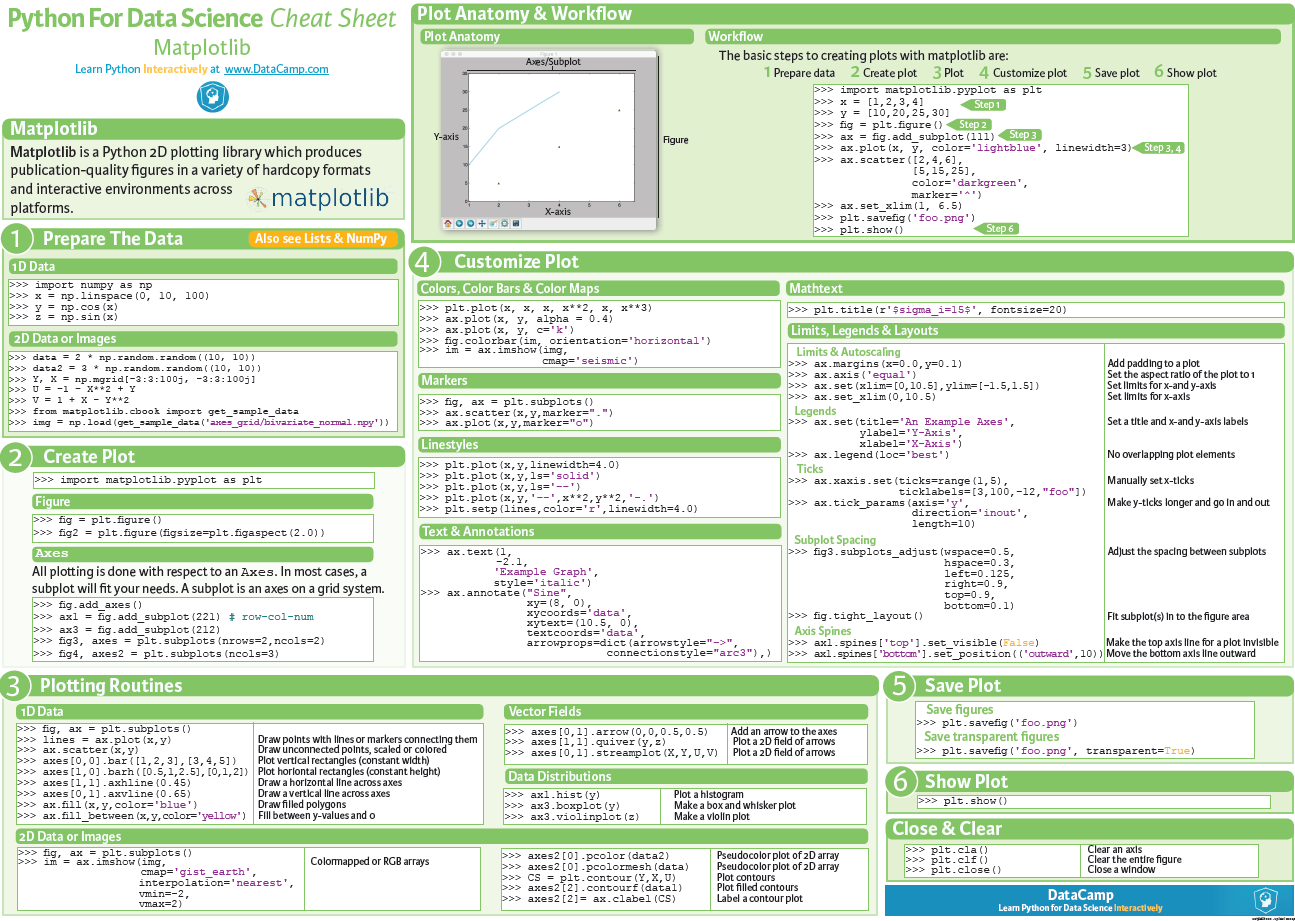 Python For Data Science Cheat Sheet
Matplotlib
Learn Python Interactively at www.DataCamp.com
Matplotlib
Matplotlib is a Python 2D plotting library which produces
publication-quality figures in a variety of hardcopy formats
and interactive environments across
platforms.
matplotlib
1 Prepare The Data
Also see Lists & NumPy
1D Data
>>> import numpy as np
>>> x = np.linspace(0, 10, 100)
>>> y = np.cos(x)
>>> z = np.sin(x)
2D Data or Images
>>> data = 2 * np.random.random((10, 10))
>>> data2 = 3 * np.random.random((10, 10))
>>> Y, X = np.mgrid[-3:3:100j, -3:3:100j]
>>> U = -1 - X**2 + Y
>>> V = 1 + X - Y**2
>>> from matplotlib.cbook import get_sample_data
>>> img = np.load(get_sample_data('axes_grid/bivariate_normal.npy'))
2 Create Plot
>>> import matplotlib.pyplot as plt
Figure
>>> fig = plt.figure()
>>> fig2 = plt.figure(figsize=plt.figaspect(2.0))
Axes
All plotting is done with respect to an Axes. In most cases, a
subplot will fit your needs. A subplot is an axes on a grid system.
>>> fig.add_axes()
>>> ax1 = fig.add_subplot(221) # row-col-num
>>> ax3 = fig.add_subplot(212)
>>> fig3, axes = plt.subplots(nrows=2,ncols=2)
>>> fig4, axes2 = plt.subplots(ncols=3)
Plot Anatomy & Workflow
Plot Anatomy
Figure 1
Axes/Subplot
Y-axis
Figure
X-axis
35
30
25
20
15
10
5
0
1 2 3 4 5 6
Workflow
The basic steps to creating plots with matplotlib are:
1 Prepare data 2 Create plot 3 Plot 4 Customize plot 5 Save plot 6 Show plot
>>> import matplotlib.pyplot as plt
>>> x = [1,2,3,4] Step 1
>>> y = [10,20,25,30]
>>> fig = plt.figure() Step 2
>>> ax = fig.add_subplot(111) Step 3
>>> ax.plot(x, y, color='lightblue', linewidth=3) Step 3, 4
>>> ax.scatter([2,4,6],
[5,15,25],
color='darkgreen',
marker='^')
>>> ax.set_xlim(1, 6.5)
>>> plt.savefig('foo.png')
>>> plt.show() Step 6
4 Customize Plot
Colors, Color Bars & Color Maps
>>> plt.plot(x, x, x, x**2, x, x**3)
>>> ax.plot(x, y, alpha = 0.4)
>>> ax.plot(x, y, c='k')
>>> fig.colorbar(im, orientation='horizontal')
>>> im = ax.imshow(img,
cmap='seismic')
Markers
>>> fig, ax = plt.subplots()
>>> ax.scatter(x,y,marker=".")
>>> ax.plot(x,y,marker="o")
Linestyles
>>> plt.plot(x,y,linewidth=4.0)
>>> plt.plot(x,y,ls='solid')
>>> plt.plot(x,y,ls='--')
>>> plt.plot(x,y,'--',x**2,y**2,'-.')
>>> plt.setp(lines,color='r',linewidth=4.0)
Text & Annotations
>>> ax.text(1,
-2.1,
'Example Graph',
style='italic')
>>> ax.annotate("Sine",
xy=(8, 0),
xycoords='data',
xytext=(10.5, 0),
textcoords='data',
arrowprops=dict(arrowstyle="->",
connectionstyle="arc3"),)
Mathtext
>>> plt.title(r'$sigma_i=15$', fontsize=20)
Limits, Legends & Layouts
Limits & Autoscaling
>>> ax.margins(x=0.0,y=0.1) Add padding to a plot
>>> ax.axis('equal') Set the aspect ratio of the plot to 1
>>> ax.set(xlim=[0,10.5],ylim=[-1.5,1.5]) Set limits for x-and y-axis
>>> ax.set_xlim(0,10.5) Set limits for x-axis
Legends
>>> ax.set(title='An Example Axes', Set a title and x-and y-axis labels
ylabel='Y-Axis',
xlabel='X-Axis')
>>> ax.legend(loc='best') No overlapping plot elements
Ticks
>>> ax.xaxis.set(ticks=range(1,5), Manually set x-ticks
ticklabels=[3,100,-12,"foo"])
>>> ax.tick_params(axis='y', Make y-ticks longer and go in and out
direction='inout',
length=10)
Subplot Spacing
>>> fig3.subplots_adjust(wspace=0.5, Adjust the spacing between subplots
hspace=0.3,
left=0.125,
right=0.9,
top=0.9,
bottom=0.1)
>>> fig.tight_layout() Fit subplot(s) in to the figure area
Axis Spines
>>> ax1.spines['top'].set_visible(False) Make the top axis line for a plot invisible
>>> ax1.spines['bottom'].set_position(('outward',10)) Move the bottom axis line outward
3 Plotting Routines
1D Data
>>> fig, ax = plt.subplots()
>>> lines = ax.plot(x,y) Draw points with lines or markers connecting them
>>> ax.scatter(x,y) Draw unconnected points, scaled or colored
>>> axes[0,0].bar([1,2,3],[3,4,5]) Plot vertical rectangles (constant width)
>>> axes[1,0].barh([0.5,1,2.5],[0,1,2]) Plot horiontal rectangles (constant height)
>>> axes[1,1].axhline(0.45) Draw a horizontal line across axes
>>> axes[0,1].axvline(0.65) Draw a vertical line across axes
>>> ax.fill(x,y,color='blue') Draw filled polygons
>>> ax.fill_between(x,y,color='yellow') Fill between y-values and 0
2D Data or Images
>>> fig, ax = plt.subplots()
>>> im = ax.imshow(img, Colormapped or RGB arrays
cmap='gist_earth',
interpolation='nearest',
vmin=-2,
vmax=2)
Vector Fields
>>> axes[0,1].arrow(0,0,0.5,0.5) Add an arrow to the axes
>>> axes[1,1].quiver(y,z) Plot a 2D field of arrows
>>> axes[0,1].streamplot(X,Y,U,V) Plot a 2D field of arrows
Data Distributions
>>> ax1.hist(y) Plot a histogram
>>> ax3.boxplot(y) Make a box and whisker plot
>>> ax3.violinplot(z) Make a violin plot
>>> axes2[0].pcolor(data2) Pseudocolor plot of 2D array
>>> axes2[0].pcolormesh(data) Pseudocolor plot of 2D array
>>> CS = plt.contour(Y,X,U) Plot contours
>>> axes2[2].contourf(data1) Plot filled contours
>>> axes2[2]= ax.clabel(CS) Label a contour plot
5 Save Plot
Save figures
>>> plt.savefig('foo.png')
Save transparent figures
>>> plt.savefig('foo.png', transparent=True)
6 Show Plot
>>> plt.show()
Close & Clear
>>> plt.cla() Clear an axis
>>> plt.clf() Clear the entire figure
>>> plt.close() Close a window
DataCamp
Learn Python for Data Science Interactively